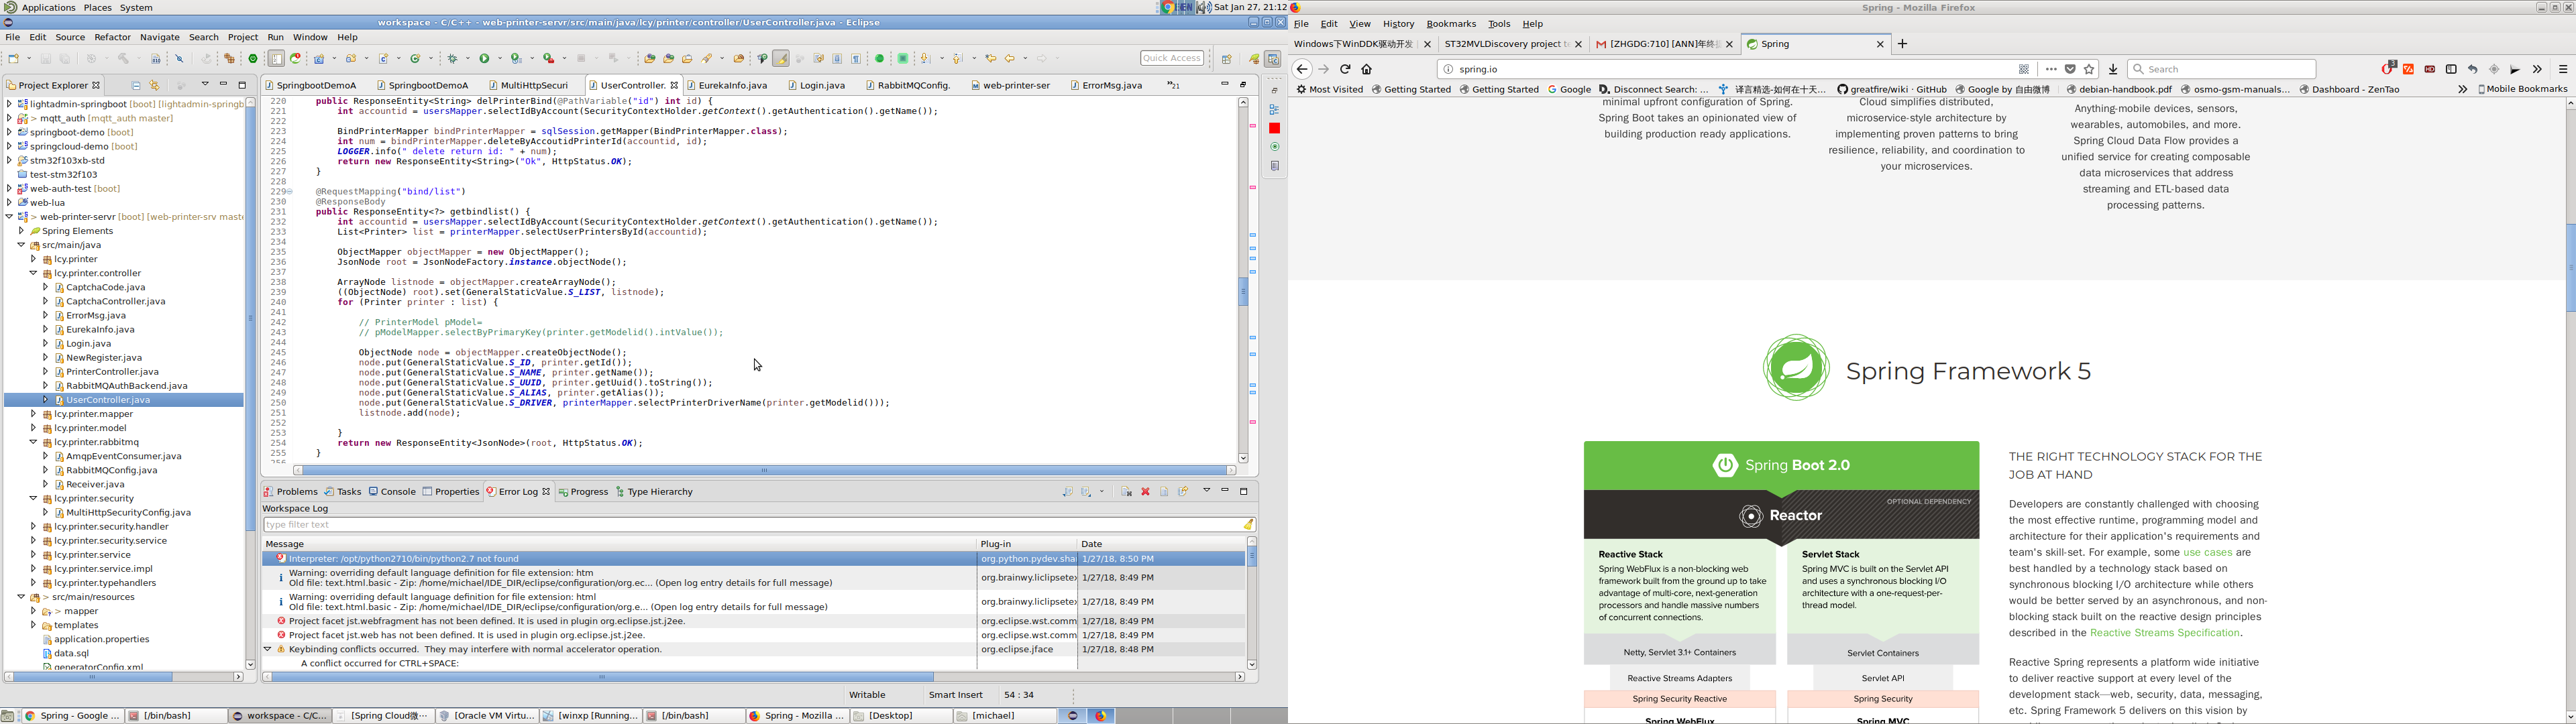 Applications Places System
EN
Sat Jan 27, 21:12
workspace - C/C++ - web-printer-servr/src/main/java/lcy/printer/controller/UserController.java - Eclipse
File Edit Source Refactor Navigate Search Project Run Window Help
Quick Access
Project Explorer
lightadmin-springboot [boot] [lightadmin-springb
> mqtt_auth [mqtt_auth master]
springboot-demo [boot]
springcloud-demo [boot]
stm32f103xb-std
test-stm32f103
web-auth-test [boot]
web-lua
> web-printer-servr [boot] [web-printer-srv maste
Spring Elements
src/main/java
lcy.printer
lcy.printer.controller
CaptchaCode.java
CaptchaController.java
ErrorMsg.java
EurekaInfo.java
Login.java
NewRegister.java
PrinterController.java
RabbitMQAuthBackend.java
UserController.java
lcy.printer.mapper
lcy.printer.model
lcy.printer.rabbitmq
AmqpEventConsumer.java
RabbitMQConfig.java
Receiver.java
lcy.printer.security
MultiHttpSecurityConfig.java
lcy.printer.security.handler
lcy.printer.security.service
lcy.printer.service
lcy.printer.service.impl
lcy.printer.typehandlers
> src/main/resources
> mapper
templates
application.properties
data.sql
generatorConfig.xml
SpringbootDemoA SpringbootDemoA MultiHttpSecuri UserController. EurekaInfo.java Login.java RabbitMQConfig. web-printer-ser ErrorMsg.java »21
220 public ResponseEntity<String> delPrinterBind(@PathVariable("id") int id) {
221 int accountid = usersMapper.selectIdByAccount(SecurityContextHolder.getContext().getAuthentication().getName());
222
223 BindPrinterMapper bindPrinterMapper = sqlSession.getMapper(BindPrinterMapper.class);
224 int num = bindPrinterMapper.deleteByAccoutidPrinterId(accountid, id);
225 LOGGER.info(" delete return id: " + num);
226 return new ResponseEntity<String>("Ok", HttpStatus.OK);
227 }
228
229 @RequestMapping("bind/list")
230 @ResponseBody
231 public ResponseEntity<?> getbindlist() {
232 int accountid = usersMapper.selectIdByAccount(SecurityContextHolder.getContext().getAuthentication().getName());
233 List<Printer> list = printerMapper.selectUserPrintersById(accountid);
234
235 ObjectMapper objectMapper = new ObjectMapper();
236 JsonNode root = JsonNodeFactory.instance.objectNode();
237
238 ArrayNode listnode = objectMapper.createArrayNode();
239 ((ObjectNode) root).set(GeneralStaticValue.S_LIST, listnode);
240 for (Printer printer : list) {
241
242 // PrinterModel pModel=
243 // pModelMapper.selectByPrimaryKey(printer.getModelid().intValue());
244
245 ObjectNode node = objectMapper.createObjectNode();
246 node.put(GeneralStaticValue.S_ID, printer.getId());
247 node.put(GeneralStaticValue.S_NAME, printer.getName());
248 node.put(GeneralStaticValue.S_UUID, printer.getUuid().toString());
249 node.put(GeneralStaticValue.S_ALIAS, printer.getAlias());
250 node.put(GeneralStaticValue.S_DRIVER, printerMapper.selectPrinterDriverName(printer.getModelid()));
251 listnode.add(node);
252
253 }
254 return new ResponseEntity<JsonNode>(root, HttpStatus.OK);
255 }
Problems Tasks Console Properties Error Log Progress Type Hierarchy
Workspace Log
type filter text
Message Plug-in Date
Interpreter: /opt/python2710/bin/python2.7 not found org.python.pydev.sha 1/27/18, 8:50 PM
Warning: overriding default language definition for file extension: htm
Old file: text.html.basic - Zip: /home/michael/IDE_DIR/eclipse/configuration/org.ec... (Open log entry details for full message) org.brainwy.liclipsete 1/27/18, 8:49 PM
Warning: overriding default language definition for file extension: html
Old file: text.html.basic - Zip: /home/michael/IDE_DIR/eclipse/configuration/org.e... (Open log entry details for full message) org.brainwy.liclipsete 1/27/18, 8:49 PM
Project facet jst.webfragment has not been defined. It is used in plugin org.eclipse.jst.j2ee. org.eclipse.wst.comm 1/27/18, 8:49 PM
Project facet jst.web has not been defined. It is used in plugin org.eclipse.jst.j2ee. org.eclipse.wst.comm 1/27/18, 8:49 PM
Keybinding conflicts occurred. They may interfere with normal accelerator operation. org.eclipse.jface 1/27/18, 8:48 PM
A conflict occurred for CTRL+SPACE:
Writable Smart Insert 54 : 34
Spring - Google ... [/bin/bash] workspace - C/C... [Spring Cloud微... [Oracle VM Virtu... [winxp [Running... [/bin/bash] Spring - Mozilla ... [Desktop] [michael]
Spring - Mozilla Firefox
File Edit View History Bookmarks Tools Help
Windows下WinDDK驱动开发 ST32MVLDiscovery project te [ZHGDG:710] [ANN]年终 Spring
spring.io
Search
Most Visited Getting Started Getting Started Google Disconnect Search: ... 译言精选-如何在十天... greatfire/wiki · GitHub Google by 自由微博 debian-handbook.pdf osmo-gsm-manuals... Dashboard - ZenTao Mobile Bookmarks
minimal upfront configuration of Spring.
Spring Boot takes an opinionated view of
building production ready applications.
Cloud simplifies distributed,
microservice-style architecture by
implementing proven patterns to bring
resilience, reliability, and coordination to
your microservices.
Anything-mobile devices, sensors,
wearables, automobiles, and more.
Spring Cloud Data Flow provides a
unified service for creating composable
data microservices that address
streaming and ETL-based data
processing patterns.
Spring Framework 5
Spring Boot 2.0
OPTIONAL DEPENDENCY
Reactor
Reactive Stack
Spring WebFlux is a non-blocking web
framework built from the ground up to take
advantage of multi-core, next-generation
processors and handle massive numbers
of concurrent connections.
Netty, Servlet 3.1+ Containers
Reactive Streams Adapters
Spring Security Reactive
Spring WebFlux
Servlet Stack
Spring MVC is built on the Servlet API
and uses a synchronous blocking I/O
architecture with a one-request-per-
thread model.
Servlet Containers
Servlet API
Spring Security
Spring MVC
THE RIGHT TECHNOLOGY STACK FOR THE
JOB AT HAND
Developers are constantly challenged with choosing
the most effective runtime, programming model and
architecture for their application's requirements and
team's skill-set. For example, some use cases are
best handled by a technology stack based on
synchronous blocking I/O architecture while others
would be better served by an asynchronous, and non-
blocking stack built on the reactive design principles
described in the Reactive Streams Specification.
Reactive Spring represents a platform wide initiative
to deliver reactive support at every level of the
development stack—web, security, data, messaging,
etc. Spring Framework 5 delivers on this vision by